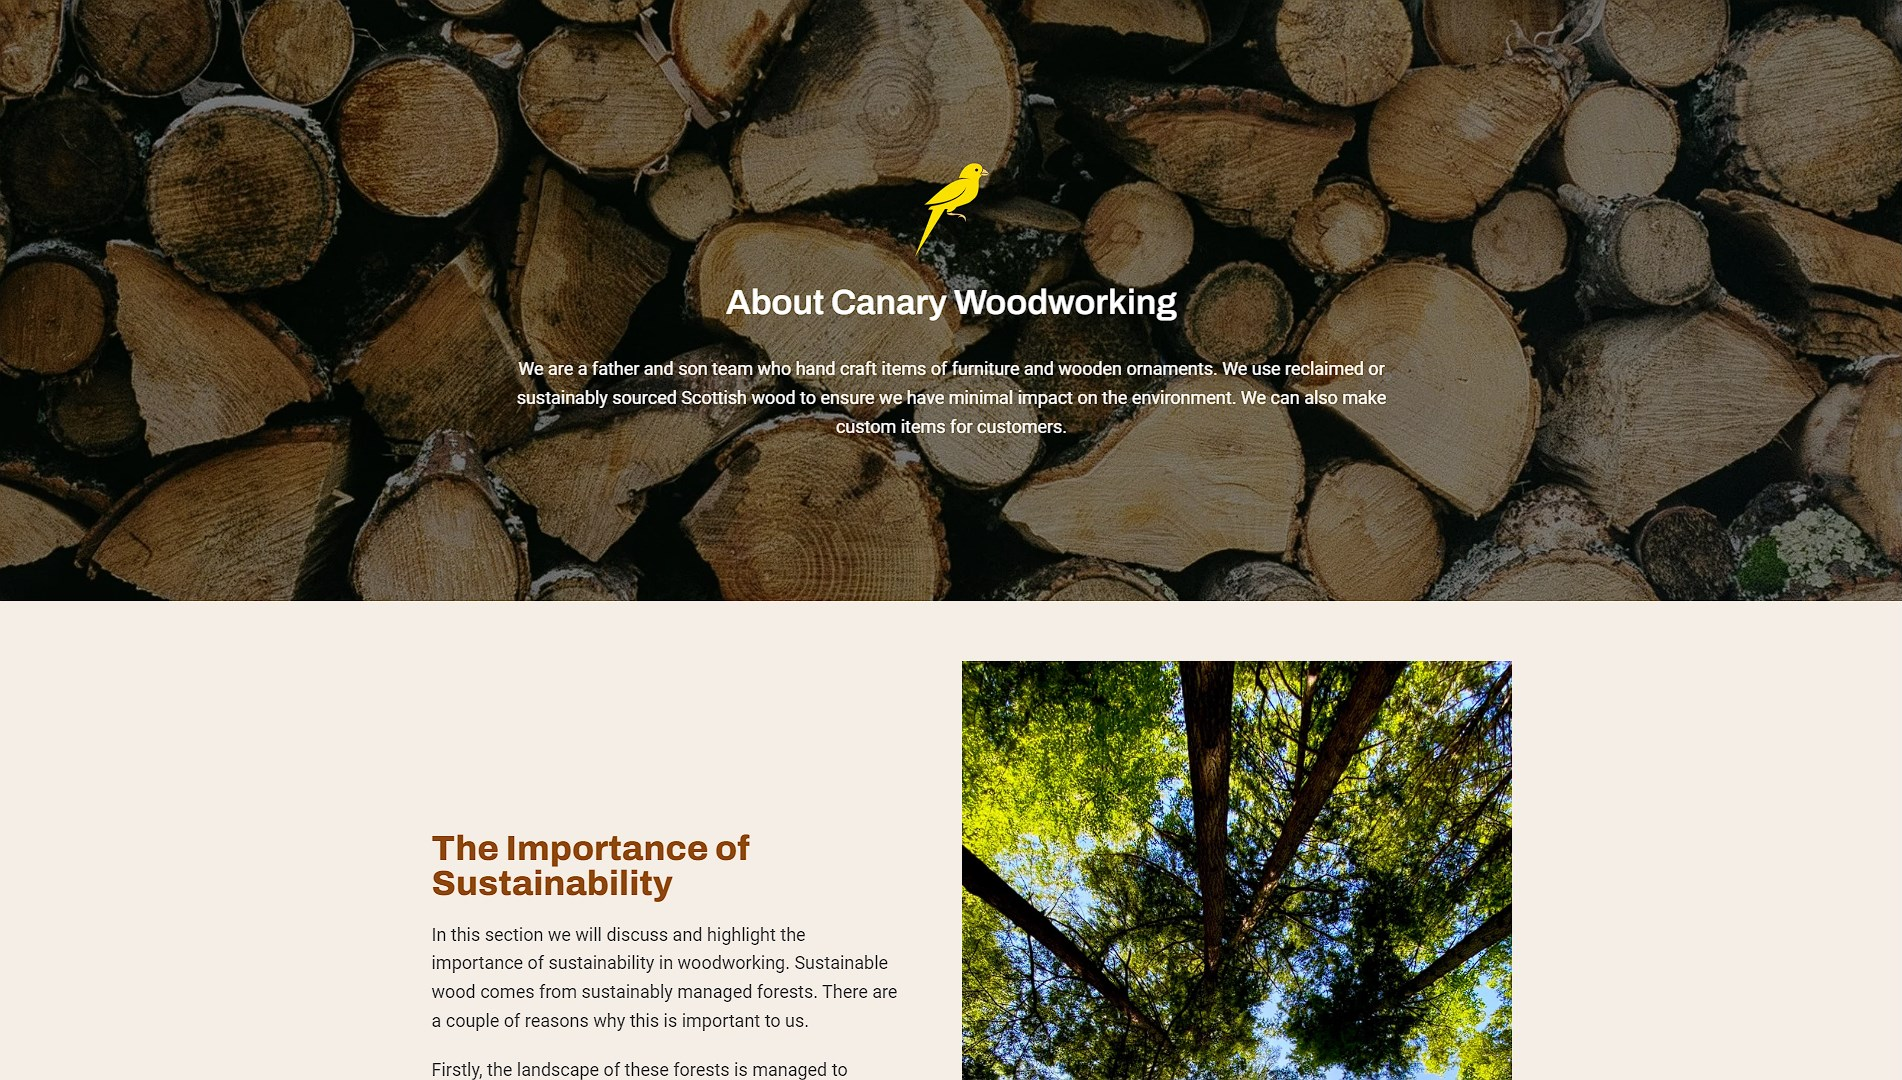 About Canary Woodworking
We are a father and son team who hand craft items of furniture and wooden ornaments. We use reclaimed or
sustainably sourced Scottish wood to ensure we have minimal impact on the environment. We can also make
custom items for customers.
The Importance of
Sustainability
In this section we will discuss and highlight the
importance of sustainability in woodworking. Sustainable
wood comes from sustainably managed forests. There are
a couple of reasons why this is important to us.
Firstly, the landscape of these forests is managed to